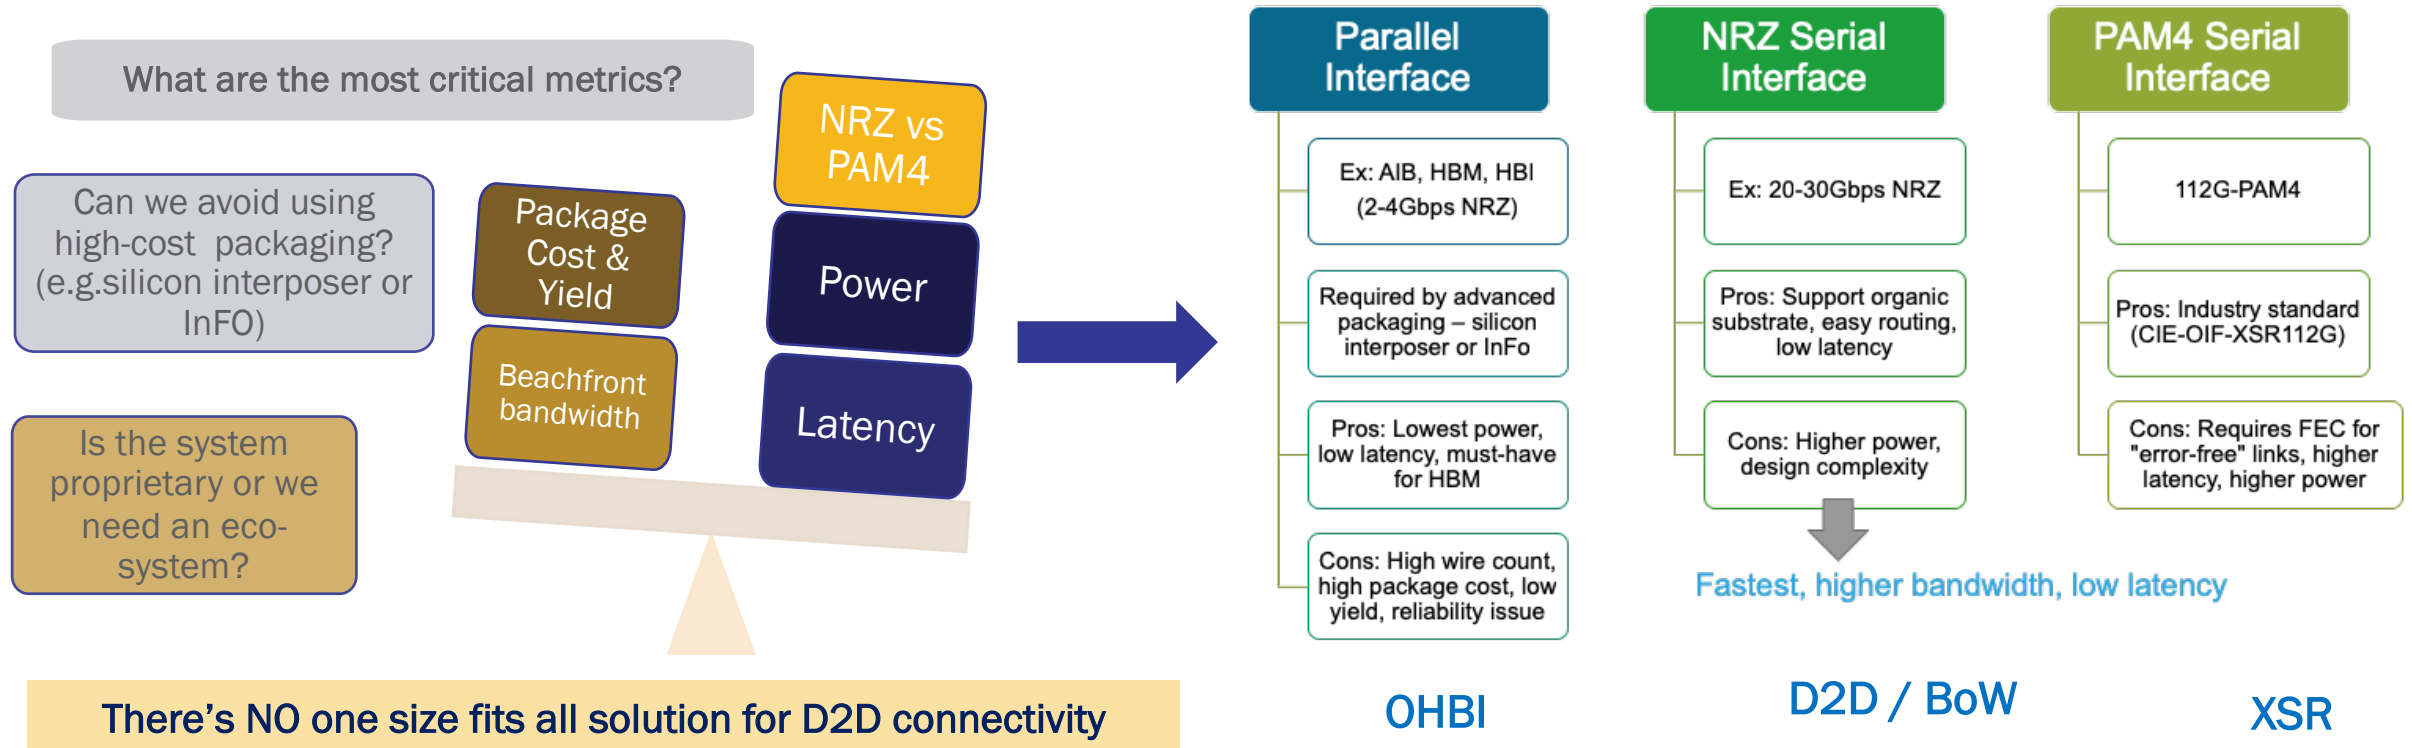 What are the most critical metrics?
Can we avoid using
high-cost packaging?
(e.g.silicon interposer or
InFO)
Is the system
proprietary or we
need an eco-
system?
Package
Cost &
Yield
Beachfront
bandwidth
NRZ vs
PAM4
Power
Latency
There's NO one size fits all solution for D2D connectivity
Parallel
Interface
Ex: AIB, HBM, HBI
(2-4Gbps NRZ)
Required by advanced
packaging – silicon
interposer or InFo
Pros: Lowest power,
low latency, must-have
for HBM
Cons: High wire count,
high package cost, low
yield, reliability issue
OHBI
NRZ Serial
Interface
Ex: 20-30Gbps NRZ
Pros: Support organic
substrate, easy routing,
low latency
Cons: Higher power,
design complexity
Fastest, higher bandwidth, low latency
D2D / BoW
PAM4 Serial
Interface
112G-PAM4
Pros: Industry standard
(CIE-OIF-XSR112G)
Cons: Requires FEC for
"error-free" links, higher
latency, higher power
XSR